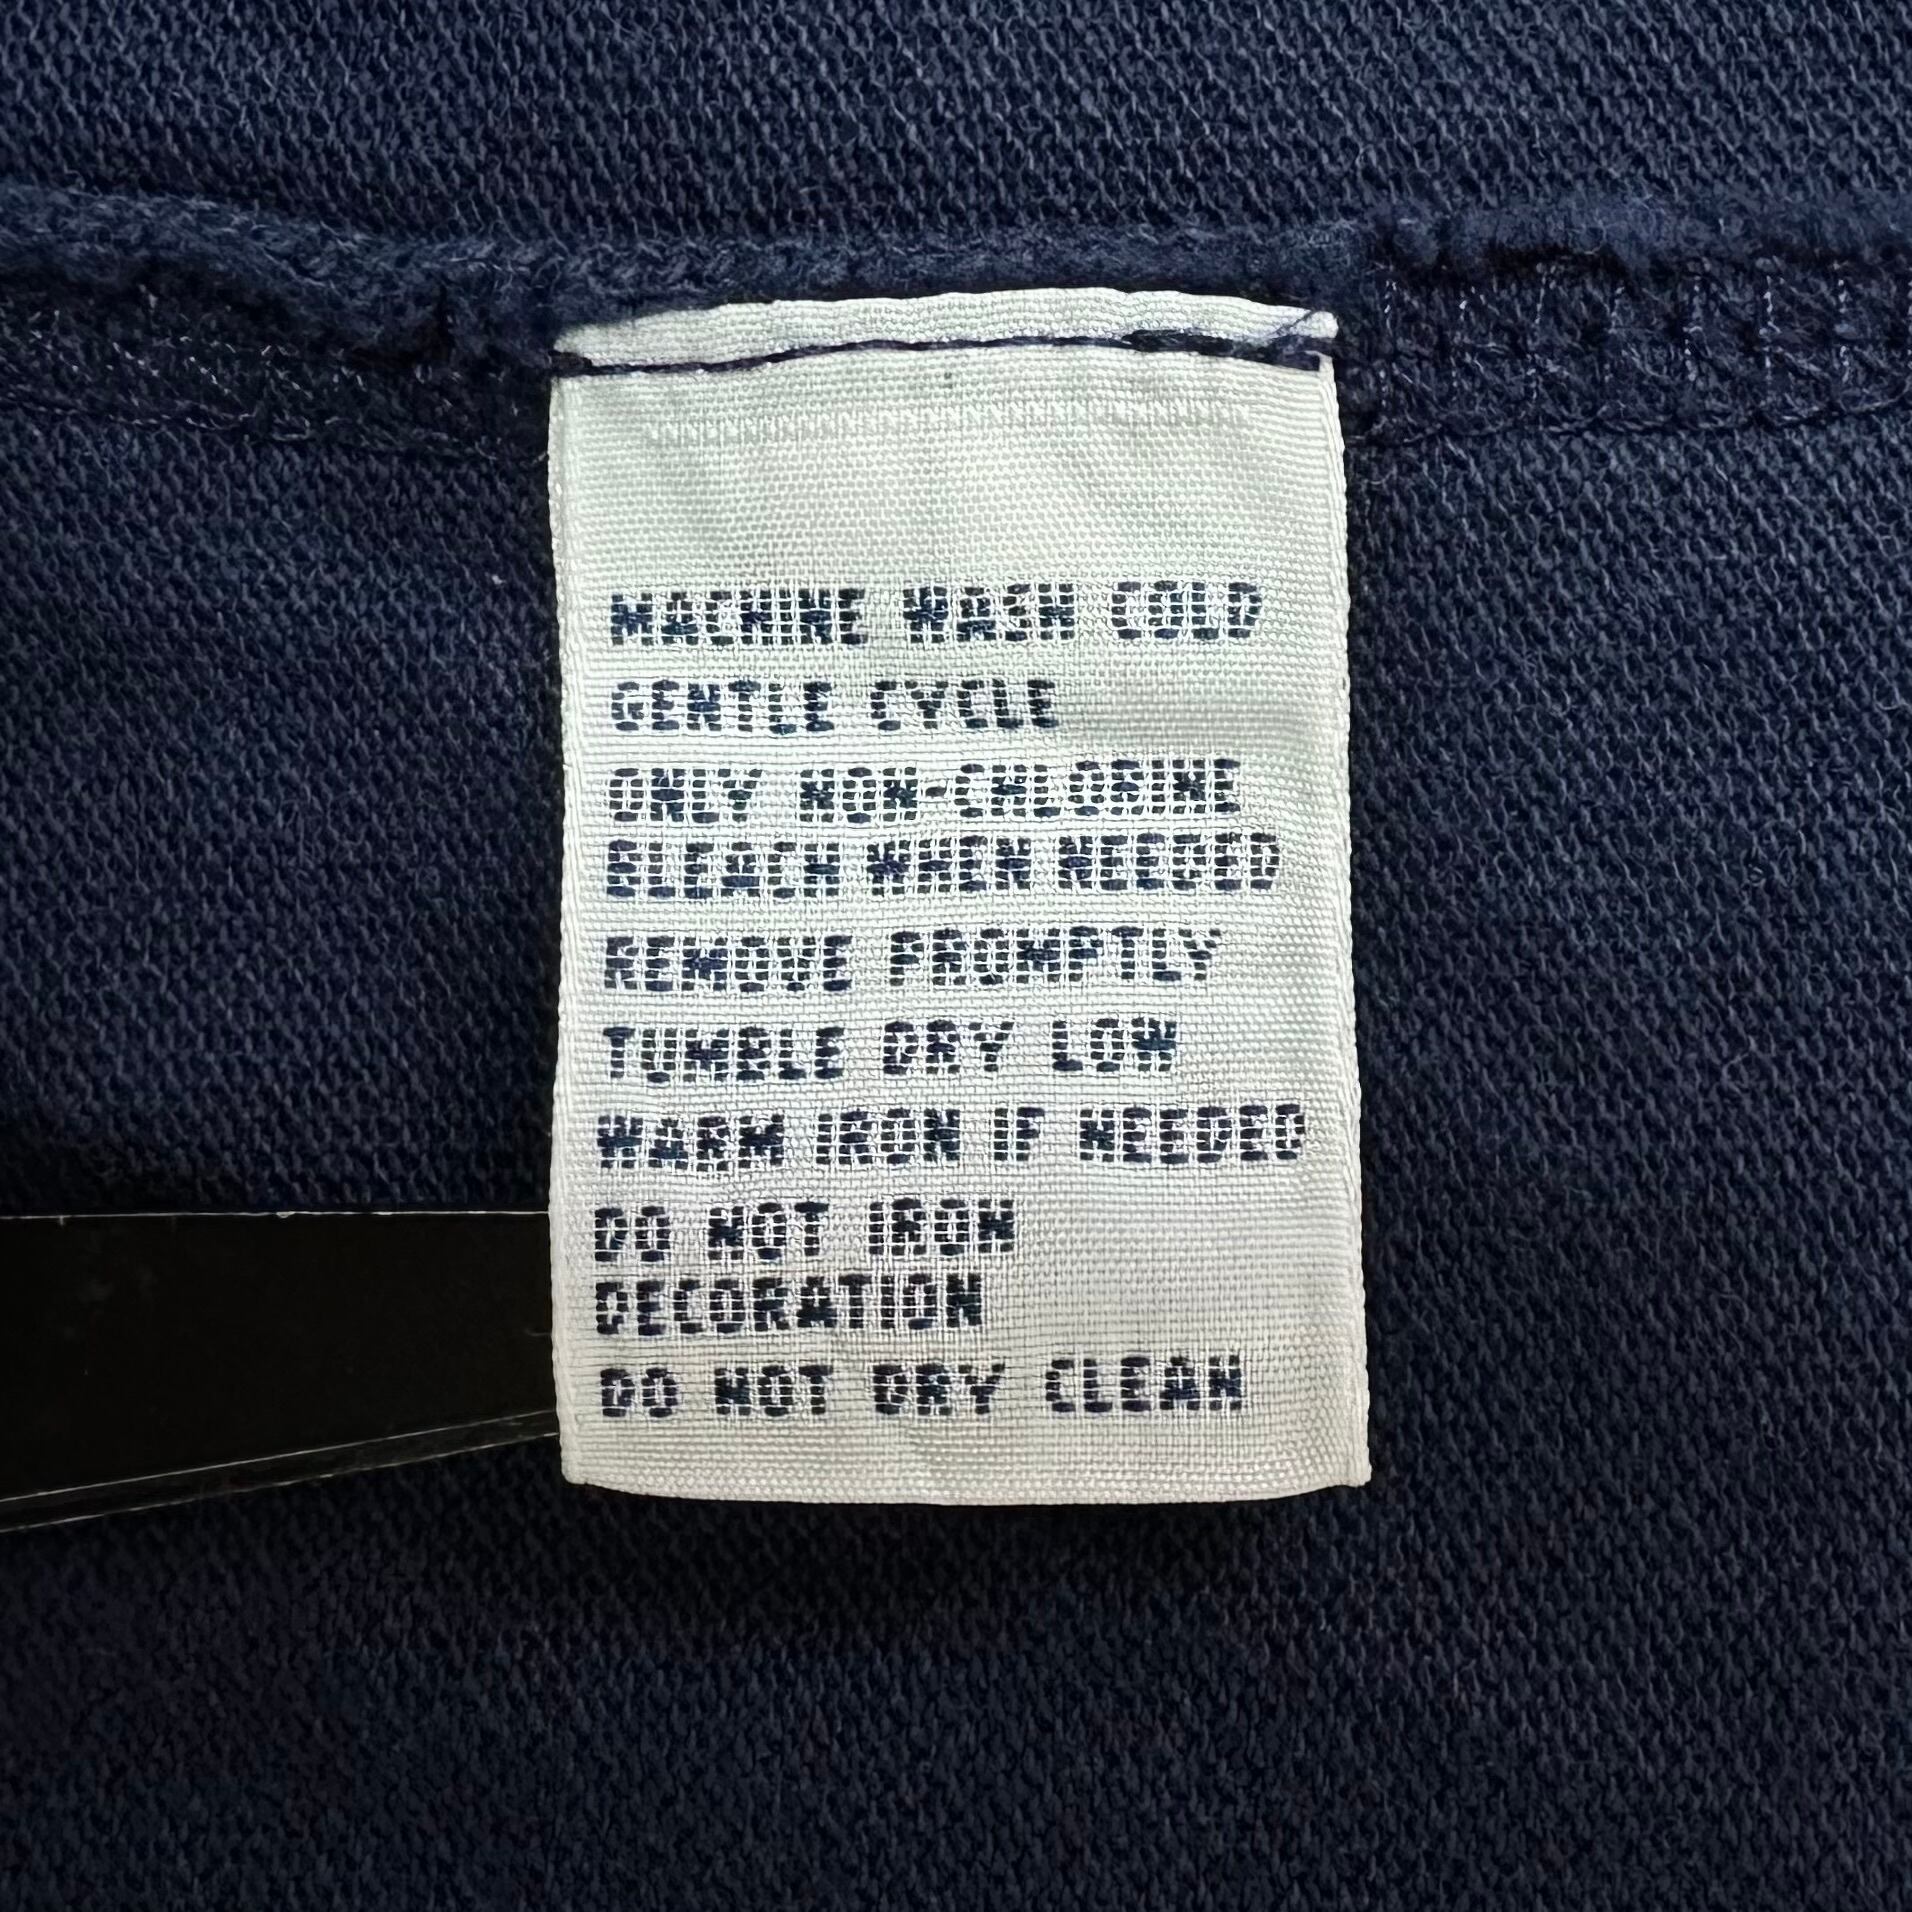 MACHINE WASH COLD
GENTLE CYCLE
ONLY NON-CHLORINE
BLEACH WHEN NEEDED
REMOVE PROMPTLY
TUMBLE DRY LOW
WARM IRON IF NEEDED
DO NOT IRON
DECORATION
DO NOT DRY CLEAN